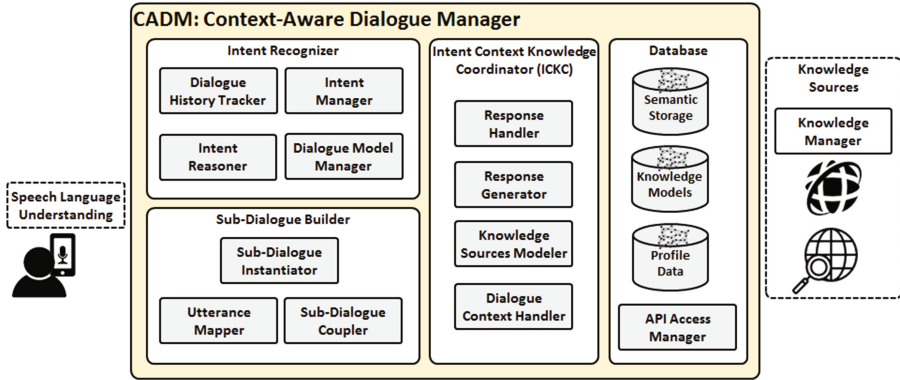 CADM: Context-Aware Dialogue Manager
Intent Recognizer
Dialogue
History Tracker
Intent
Manager
Intent
Reasoner
Dialogue Model
Manager
Speech Language
Understanding
Sub-Dialogue Builder
Sub-Dialogue
Instantiator
Utterance
Mapper
Sub-Dialogue
Coupler
Intent Context Knowledge
Coordinator (ICKC)
Response
Handler
Response
Generator
Knowledge
Sources Modeler
Dialogue
Context Handler
Database
Semantic
Storage
Knowledge
Models
Profile
Data
API Access
Manager
Knowledge
Sources
Knowledge
Manager